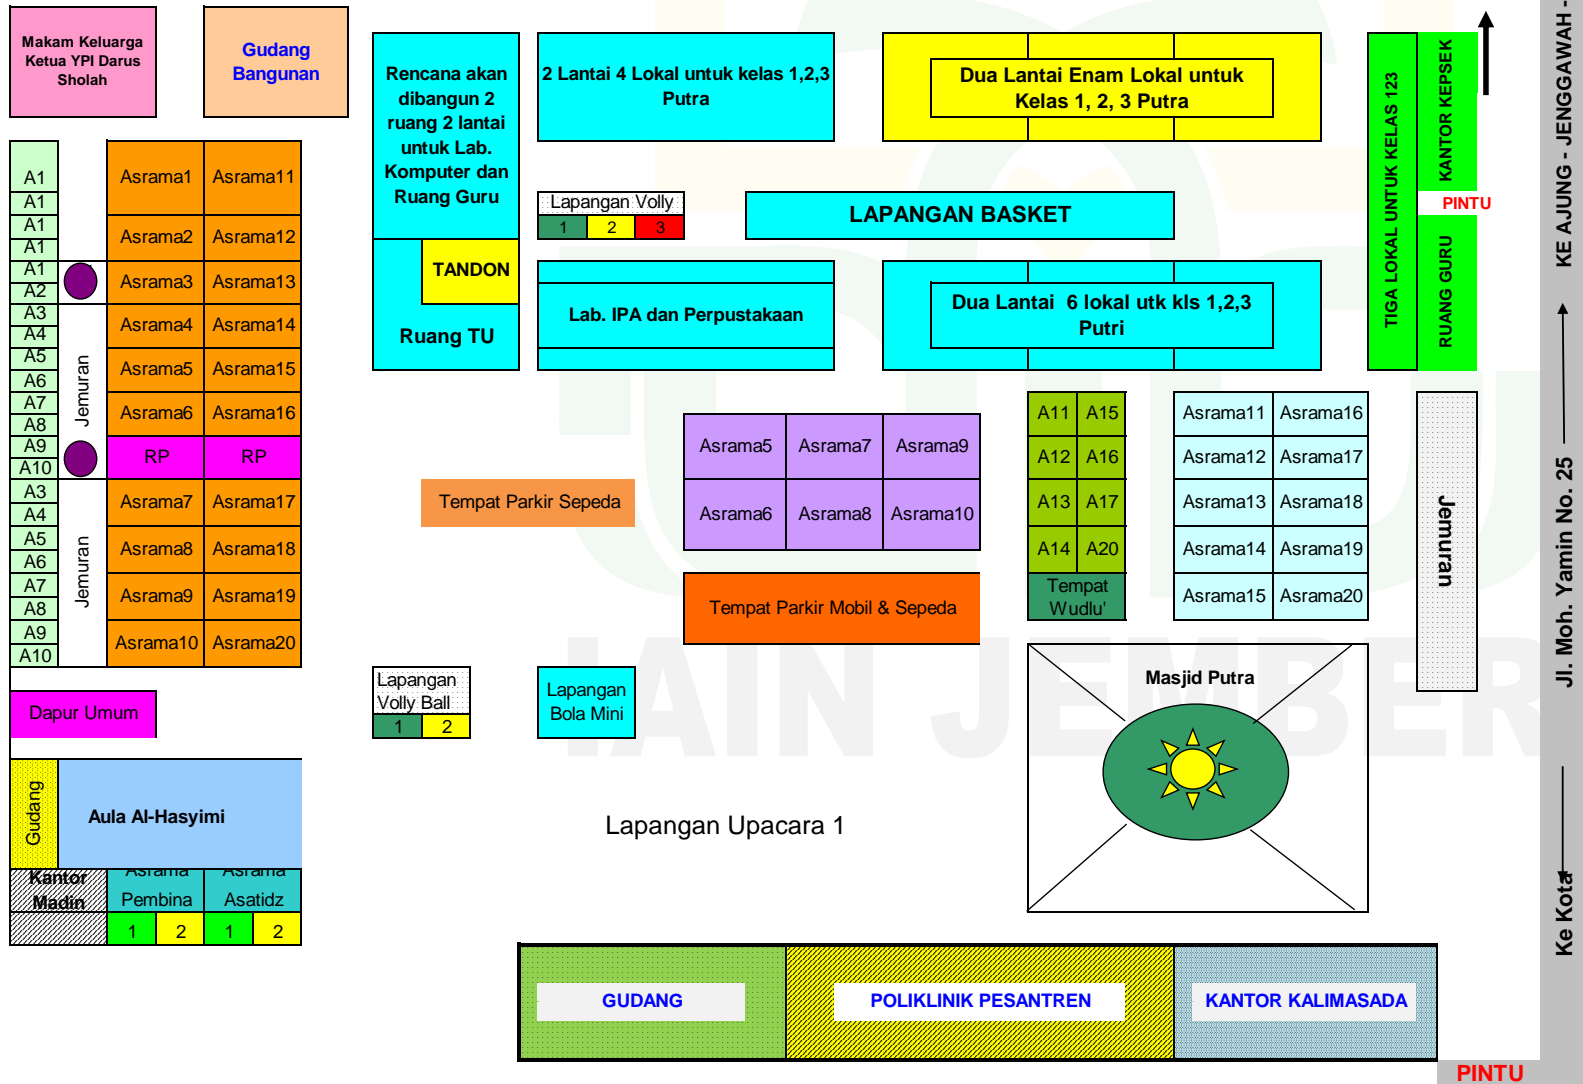 Makam Keluarga
Ketua YPI Darus
Sholah
Gudang
Bangunan
Rencana akan
dibangun 2
ruang 2 lantai
untuk Lab.
Komputer dan
Ruang Guru
2 Lantai 4 Lokal untuk kelas 1,2,3
Putra
Dua Lantai Enam Lokal untuk
Kelas 1, 2, 3 Putra
TIGA LOKAL UNTUK KELAS 123
KANTOR KEPSEK
PINTU
RUANG GURU
KE AJUNG - JENGGAWAH -
Jl. Moh. Yamin No. 25
Ke Kota
Lapangan Volly
1 2 3
LAPANGAN BASKET
TANDON
Ruang TU
Lab. IPA dan Perpustakaan
Dua Lantai 6 lokal utk kls 1,2,3
Putri
A1
A1
A1
A1
A1
A2
A3
A4
A5
A6
A7
A8
A9
A10
A3
A4
A5
A6
A7
A8
A9
A10
Jemuran
Jemuran
Asrama1 Asrama11
Asrama2 Asrama12
Asrama3 Asrama13
Asrama4 Asrama14
Asrama5 Asrama15
Asrama6 Asrama16
RP RP
Asrama7 Asrama17
Asrama8 Asrama18
Asrama9 Asrama19
Asrama10 Asrama20
Tempat Parkir Sepeda
Asrama5 Asrama7 Asrama9
Asrama6 Asrama8 Asrama10
Tempat Parkir Mobil & Sepeda
A11 A15
A12 A16
A13 A17
A14 A20
Tempat
Wudlu'
Asrama11 Asrama16
Asrama12 Asrama17
Asrama13 Asrama18
Asrama14 Asrama19
Asrama15 Asrama20
Jemuran
Dapur Umum
Lapangan
Volly Ball
1 2
Lapangan
Bola Mini
Masjid Putra
IAIN JEMBER
Gudang
Aula Al-Hasyimi
Lapangan Upacara 1
Kantor
Madin
Asrama
Pembina
Asrama
Asatidz
1 2 1 2
GUDANG
POLIKLINIK PESANTREN
KANTOR KALIMASADA
PINTU